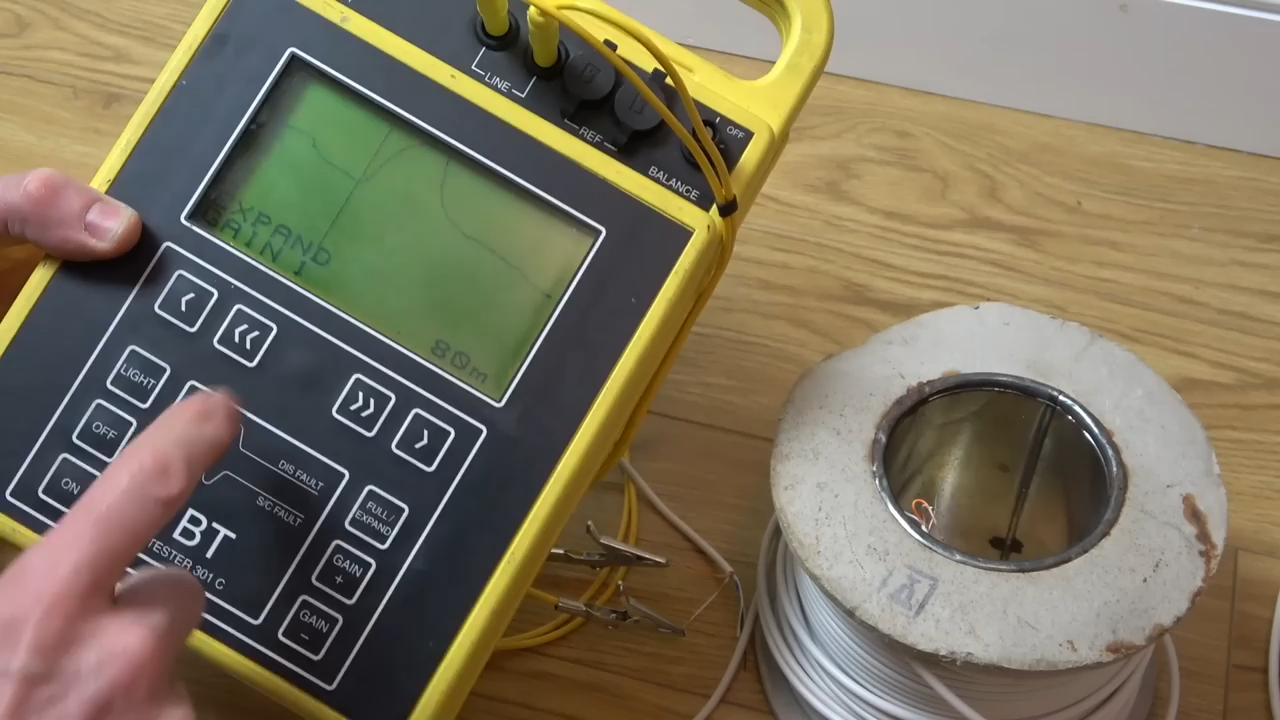 LINE
REF
OFF
BALANCE
EXPAND
GAIN 1
80m
‹
«
»
›
LIGHT
OFF
ON
DIS FAULT
S/C FAULT
FULL/
EXPAND
GAIN
+
GAIN
−
BT
TESTER 301 C